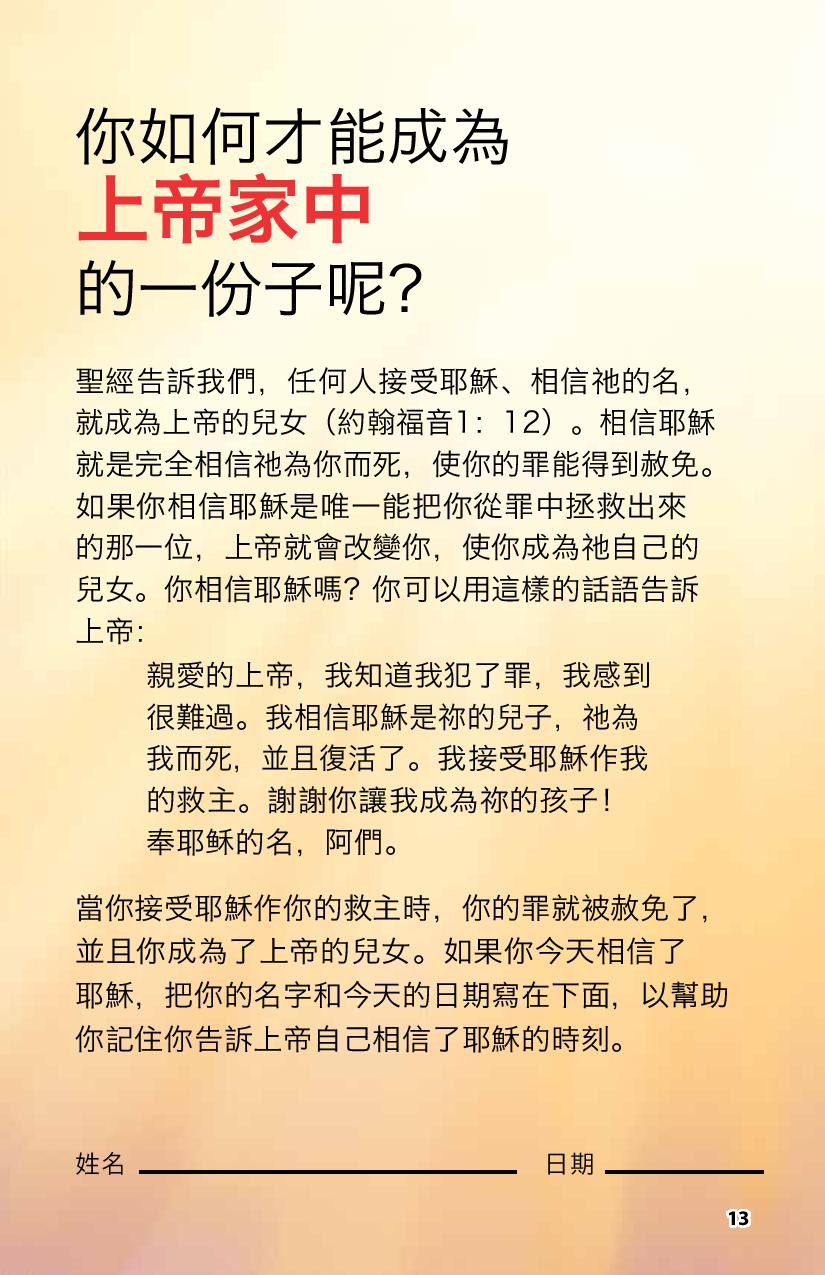 你如何才能成為
上帝家中
的一份子呢？
聖經告訴我們，任何人接受耶穌、相信祂的名，
就成為上帝的兒女（約翰福音1：12）。相信耶穌
就是完全相信祂為你而死，使你的罪能得到赦免。
如果你相信耶穌是唯一能把你從罪中拯救出來
的那一位，上帝就會改變你，使你成為祂自己的
兒女。你相信耶穌嗎？你可以用這樣的話語告訴
上帝：
親愛的上帝，我知道我犯了罪，我感到
很難過。我相信耶穌是祢的兒子，祂為
我而死，並且復活了。我接受耶穌作我
的救主。謝謝你讓我成為祢的孩子！
奉耶穌的名，阿們。
當你接受耶穌作你的救主時，你的罪就被赦免了，
並且你成為了上帝的兒女。如果你今天相信了
耶穌，把你的名字和今天的日期寫在下面，以幫助
你記住你告訴上帝自己相信了耶穌的時刻。
姓名 日期
13